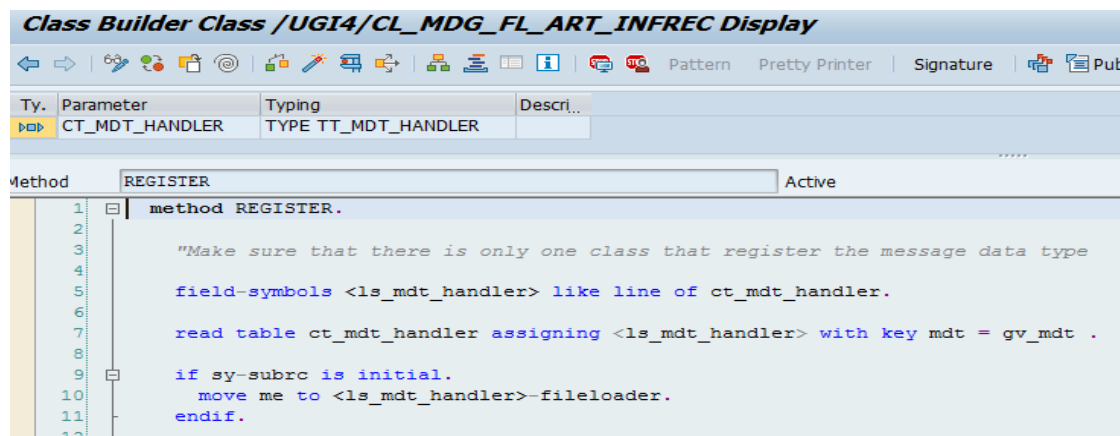 Class Builder Class /UGI4/CL_MDG_FL_ART_INFREC Display
Pattern Pretty Printer Signature Pub
Ty. Parameter Typing Descri..
CT_MDT_HANDLER TYPE TT_MDT_HANDLER
Method REGISTER Active
1 method REGISTER.
2
3 "Make sure that there is only one class that register the message data type
4
5 field-symbols <ls_mdt_handler> like line of ct_mdt_handler.
6
7 read table ct_mdt_handler assigning <ls_mdt_handler> with key mdt = gv_mdt .
8
9 if sy-subrc is initial.
10 move me to <ls_mdt_handler>-fileloader.
11 endif.
12